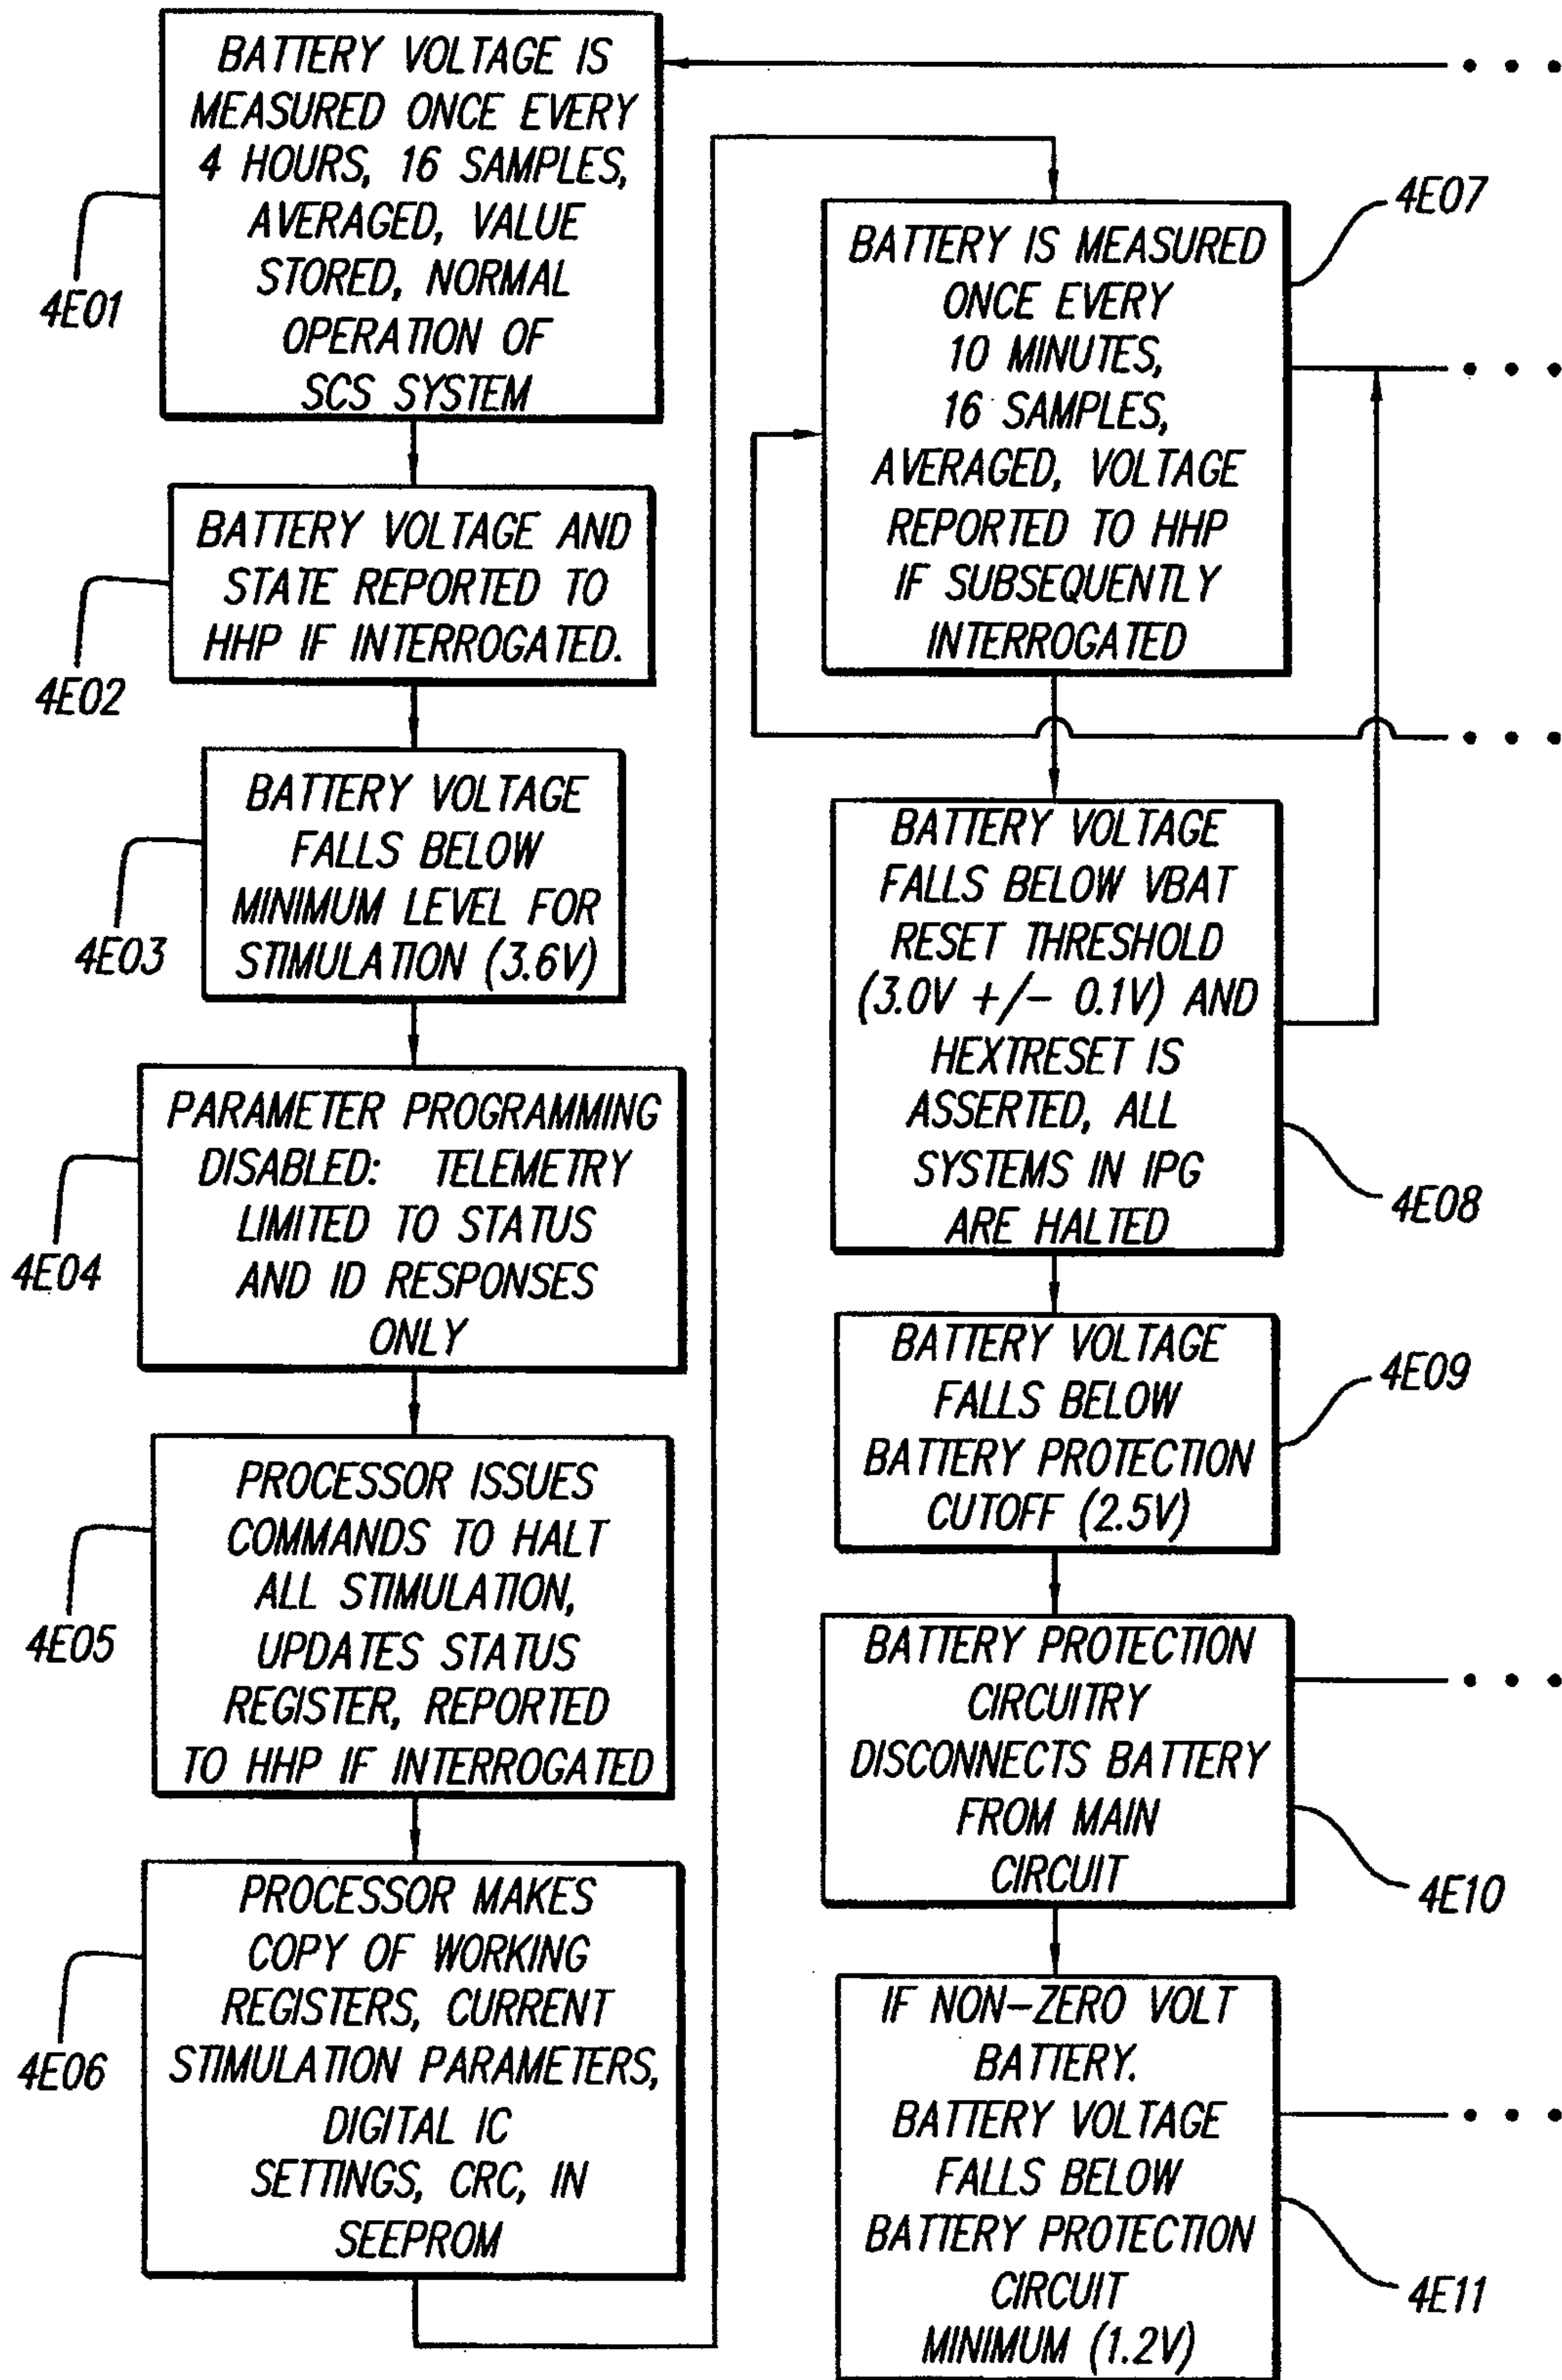 BATTERY VOLTAGE IS
MEASURED ONCE EVERY
4 HOURS, 16 SAMPLES,
AVERAGED, VALUE
STORED, NORMAL
OPERATION OF
SCS SYSTEM
4E01
BATTERY VOLTAGE AND
STATE REPORTED TO
HHP IF INTERROGATED.
4E02
BATTERY VOLTAGE
FALLS BELOW
MINIMUM LEVEL FOR
STIMULATION (3.6V)
4E03
PARAMETER PROGRAMMING
DISABLED: TELEMETRY
LIMITED TO STATUS
AND ID RESPONSES
ONLY
4E04
PROCESSOR ISSUES
COMMANDS TO HALT
ALL STIMULATION,
UPDATES STATUS
REGISTER, REPORTED
TO HHP IF INTERROGATED
4E05
PROCESSOR MAKES
COPY OF WORKING
REGISTERS, CURRENT
STIMULATION PARAMETERS,
DIGITAL IC
SETTINGS, CRC, IN
SEEPROM
4E06
BATTERY IS MEASURED
ONCE EVERY
10 MINUTES,
16 SAMPLES,
AVERAGED, VOLTAGE
REPORTED TO HHP
IF SUBSEQUENTLY
INTERROGATED
4E07
BATTERY VOLTAGE
FALLS BELOW VBAT
RESET THRESHOLD
(3.0V +/- 0.1V) AND
HEXTRESET IS
ASSERTED, ALL
SYSTEMS IN IPG
ARE HALTED
4E08
BATTERY VOLTAGE
FALLS BELOW
BATTERY PROTECTION
CUTOFF (2.5V)
4E09
BATTERY PROTECTION
CIRCUITRY
DISCONNECTS BATTERY
FROM MAIN
CIRCUIT
4E10
IF NON-ZERO VOLT
BATTERY.
BATTERY VOLTAGE
FALLS BELOW
BATTERY PROTECTION
CIRCUIT
MINIMUM (1.2V)
4E11